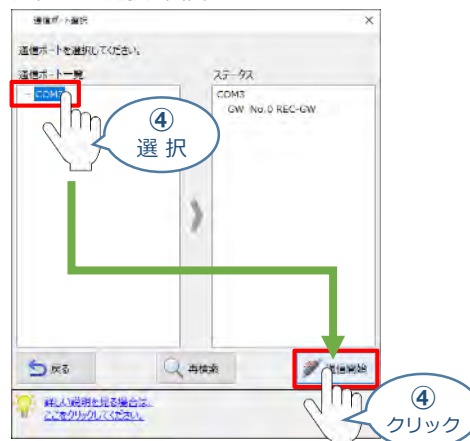 通信ポート選択
通信ポートを選択してください。
通信ポート一覧
ステータス
COM3
COM3
GW No.0 REC-GW
④
選 択
戻る
再検索
通信開始
詳しい説明を見る場合は、
ここをクリックしてください。
④
クリック